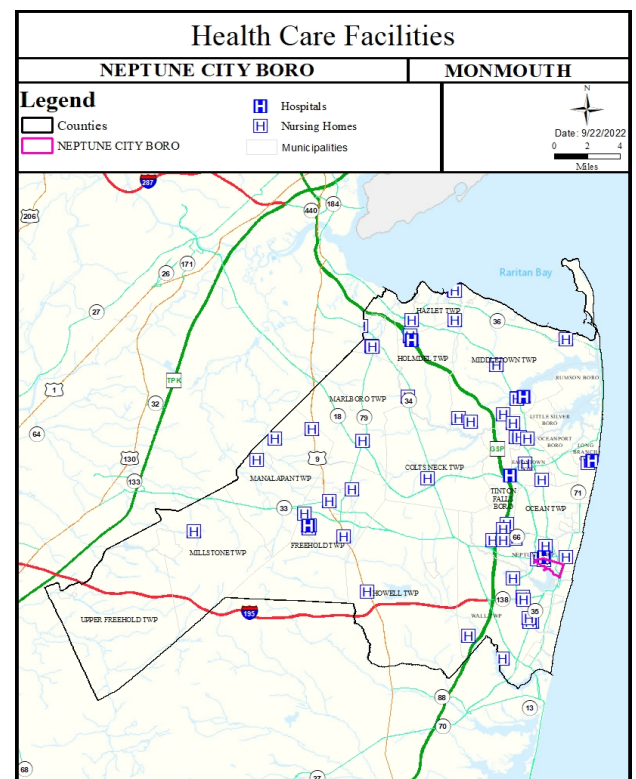 Health Care Facilities
NEPTUNE CITY BORO
MONMOUTH
Legend
Counties
NEPTUNE CITY BORO
H Hospitals
H Nursing Homes
Municipalities
N
Date: 9/22/2022
0 2 4
Miles
287
206
440
184
171
26
27
Raritan Bay
HAZLET TWP
36
HOLMDEL TWP
MIDDLETOWN TWP
1
TPK
RUMSON BORO
32
MARLBORO TWP
34
18
79
LITTLE SILVER
BORO
64
OCEANPORT
BORO
130
9
GSP
LONG
BRANCH
133
MANALAPAN TWP
COLTS NECK TWP
TINTON
FALLS
BORO
71
33
OCEAN TWP
66
MILLSTONE TWP
FREEHOLD TWP
HOWELL TWP
195
138
35
UPPER FREEHOLD TWP
WALL TWP
88
13
70
68
37